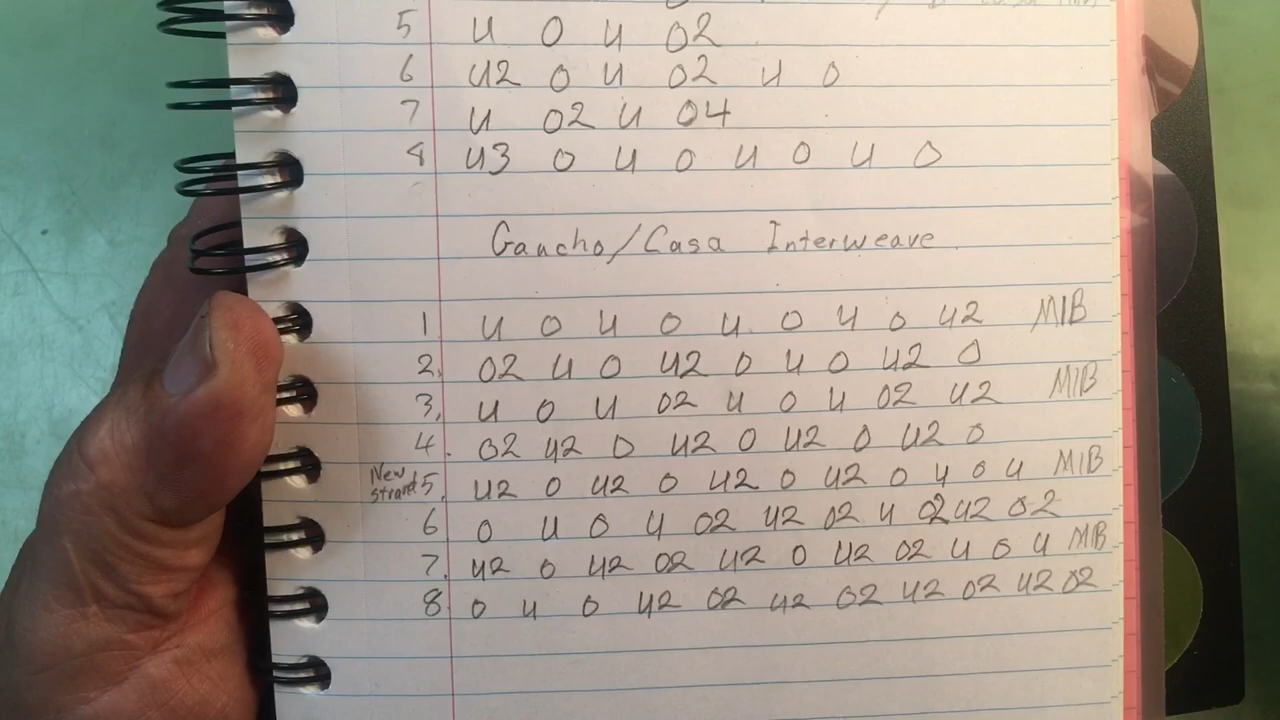 5 U O U O2
6 U2 O U O2 U O
7 U O2 U O4
8 U3 O U O U O U O
Gaucho/Casa Interweave.
1 U O U O U O U O U2 MIB
2. O2 U O U2 O U O U2 O
3, U O U O2 U O U O2 U2 MIB
4. O2 U2 O U2 O U2 O U2 O
New strand 5. U2 O U2 O U2 O U2 O U O U MIB
6 O U O U O2 U2 O2 U O2 U2 O2
7. U2 O U2 O2 U2 O U2 O2 U O U MIB
8. O U O U2 O2 U2 O2 U2 O2 U2 O2